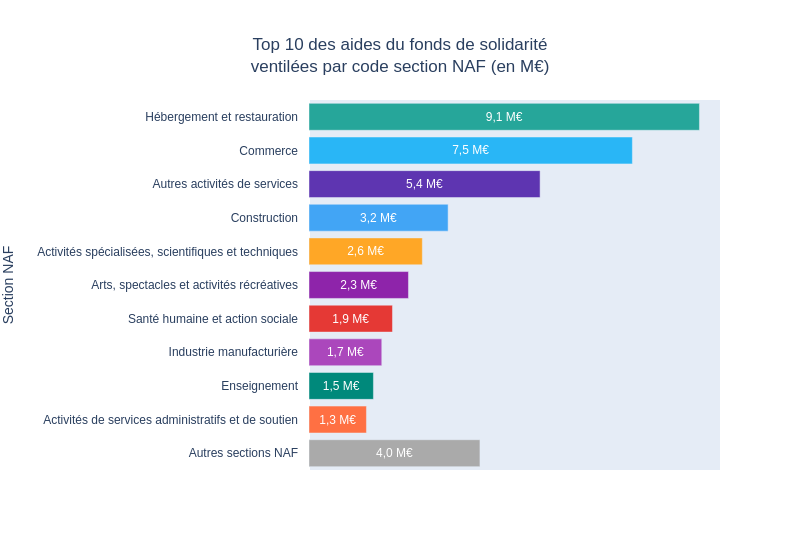 Top 10 des aides du fonds de solidarité
ventilées par code section NAF (en M€)
Section NAF
Hébergement et restauration 9,1 M€
Commerce 7,5 M€
Autres activités de services 5,4 M€
Construction 3,2 M€
Activités spécialisées, scientifiques et techniques 2,6 M€
Arts, spectacles et activités récréatives 2,3 M€
Santé humaine et action sociale 1,9 M€
Industrie manufacturière 1,7 M€
Enseignement 1,5 M€
Activités de services administratifs et de soutien 1,3 M€
Autres sections NAF 4,0 M€